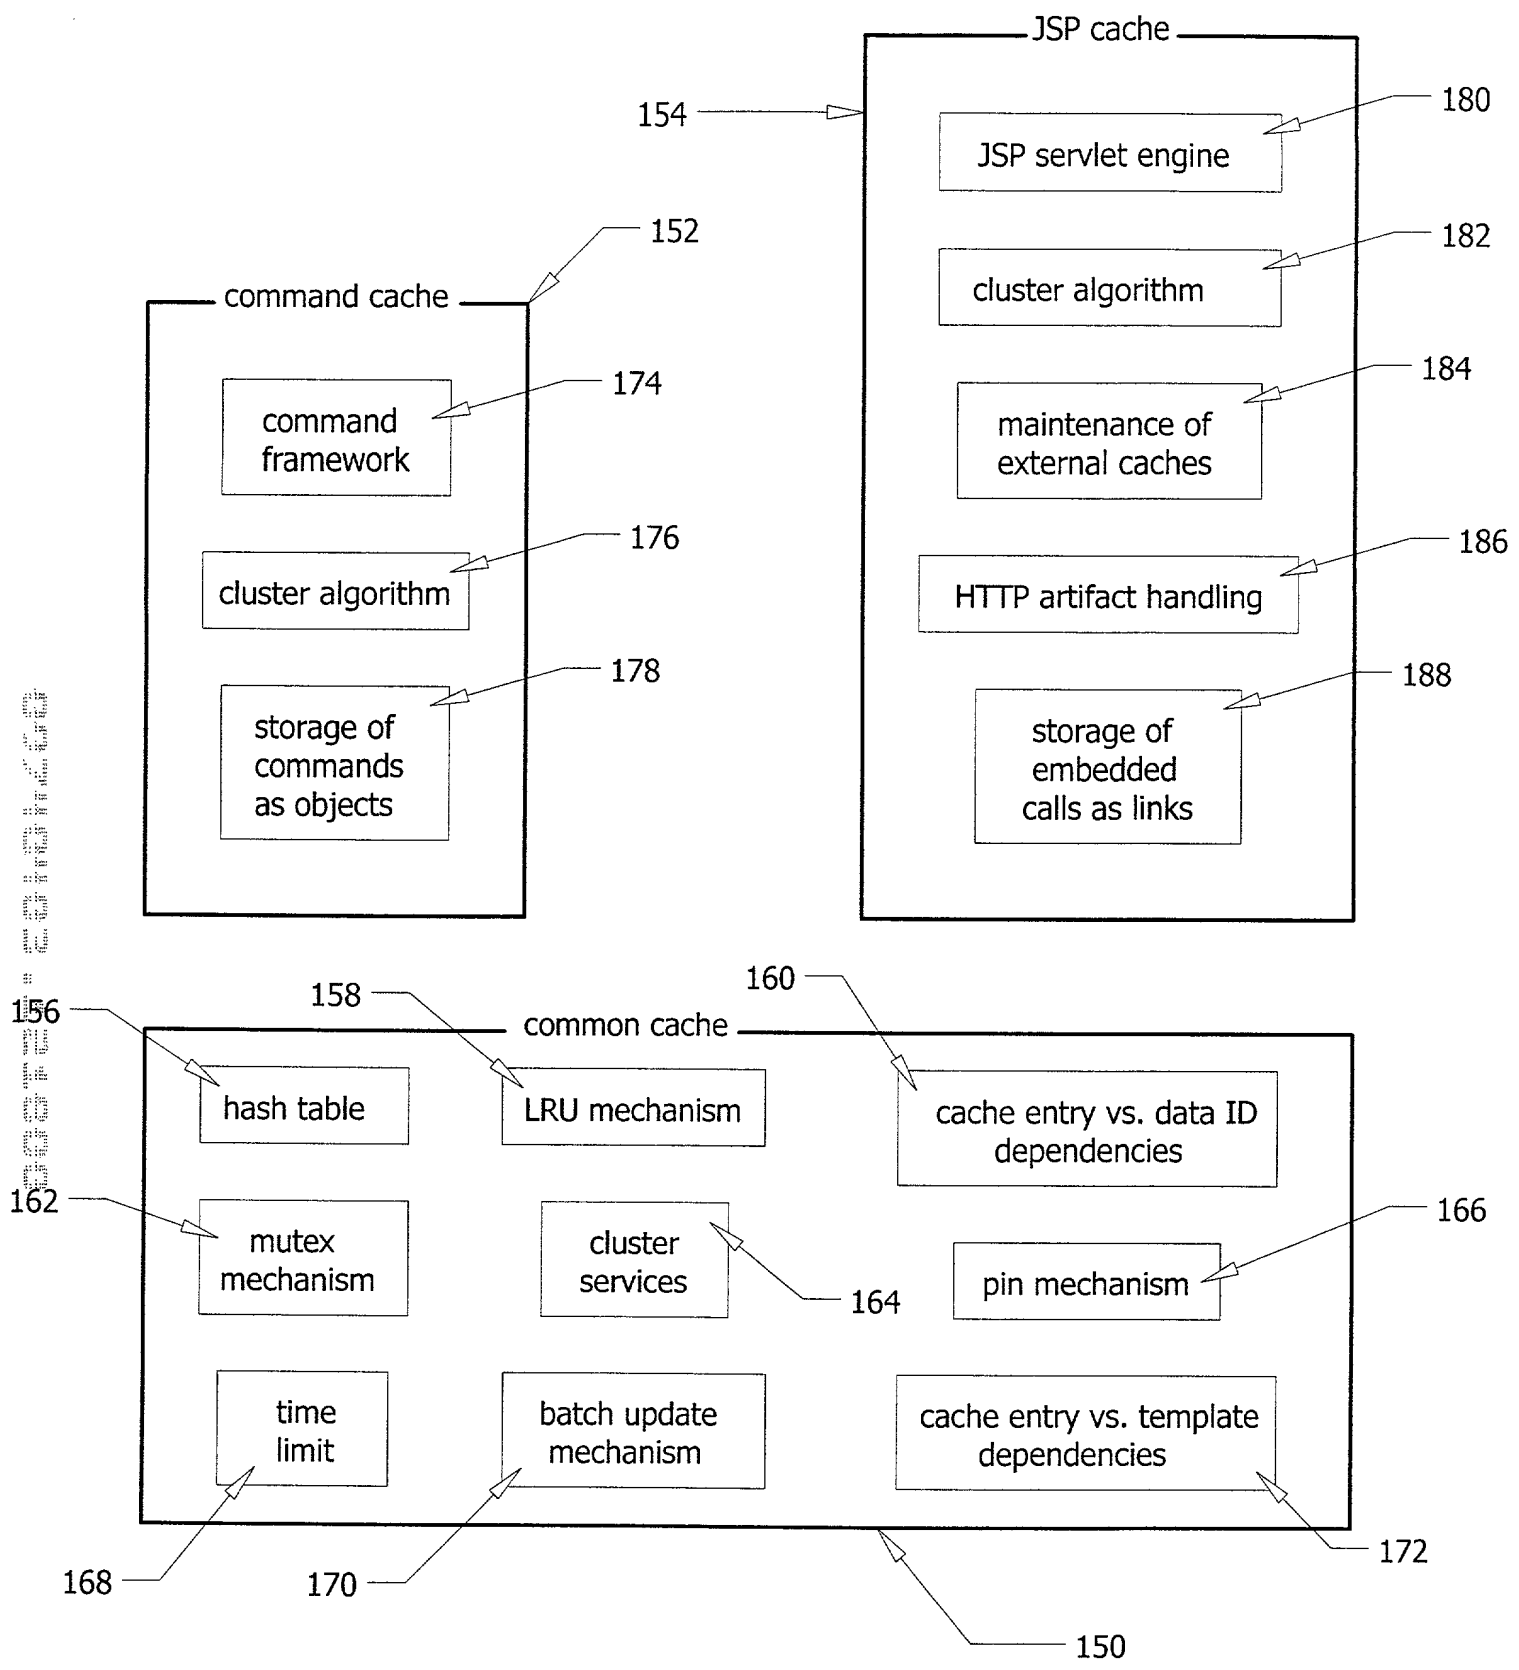 JSP cache
154
180
JSP servlet engine
152
182
cluster algorithm
command cache
174
184
command
framework
maintenance of
external caches
176
186
cluster algorithm
HTTP artifact handling
178
188
storage of
commands
as objects
storage of
embedded
calls as links
160
158
156
common cache
hash table
LRU mechanism
cache entry vs. data ID
dependencies
162
166
mutex
mechanism
cluster
services
pin mechanism
164
time
limit
batch update
mechanism
cache entry vs. template
dependencies
172
168
170
150